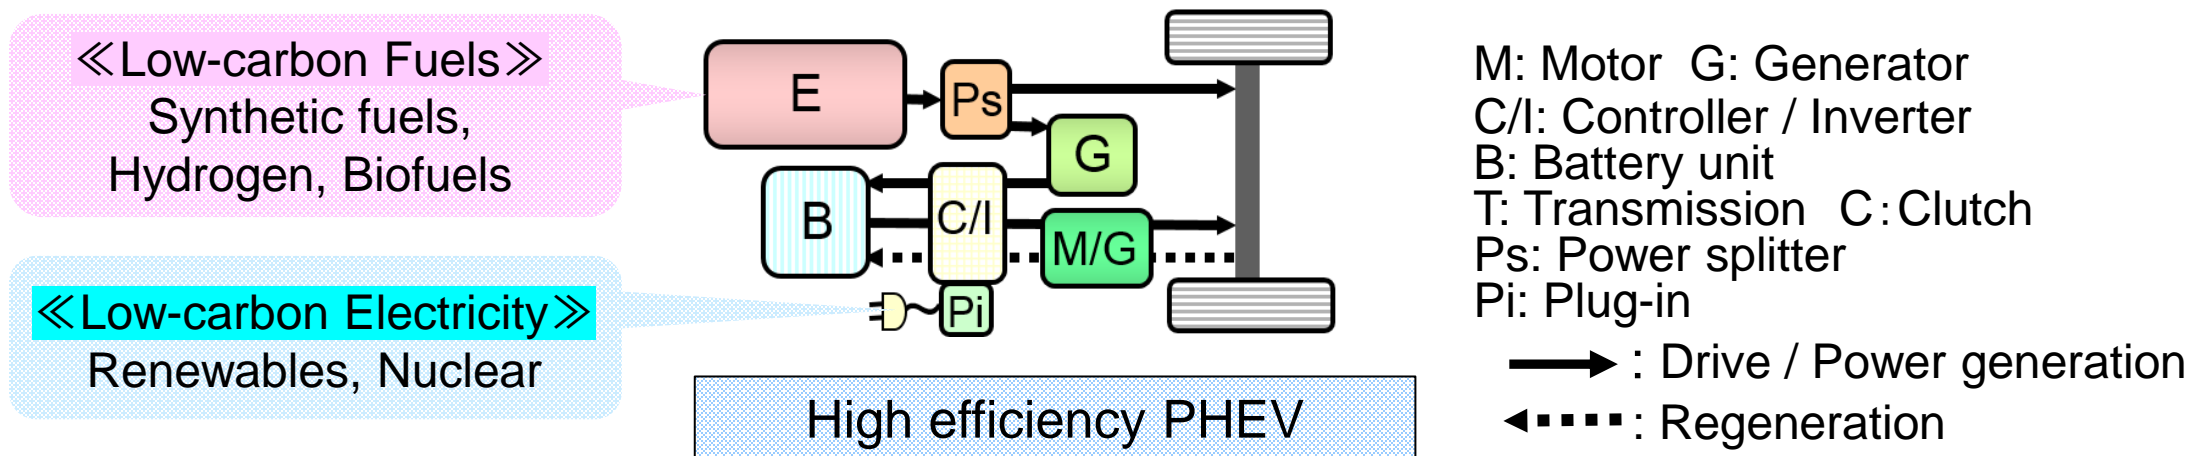 ≪Low-carbon Fuels≫
Synthetic fuels,
Hydrogen, Biofuels
≪Low-carbon Electricity≫
Renewables, Nuclear
E
Ps
G
B
C/I
M/G
Pi
High efficiency PHEV
M: Motor G: Generator
C/I: Controller / Inverter
B: Battery unit
T: Transmission C:Clutch
Ps: Power splitter
Pi: Plug-in
: Drive / Power generation
: Regeneration